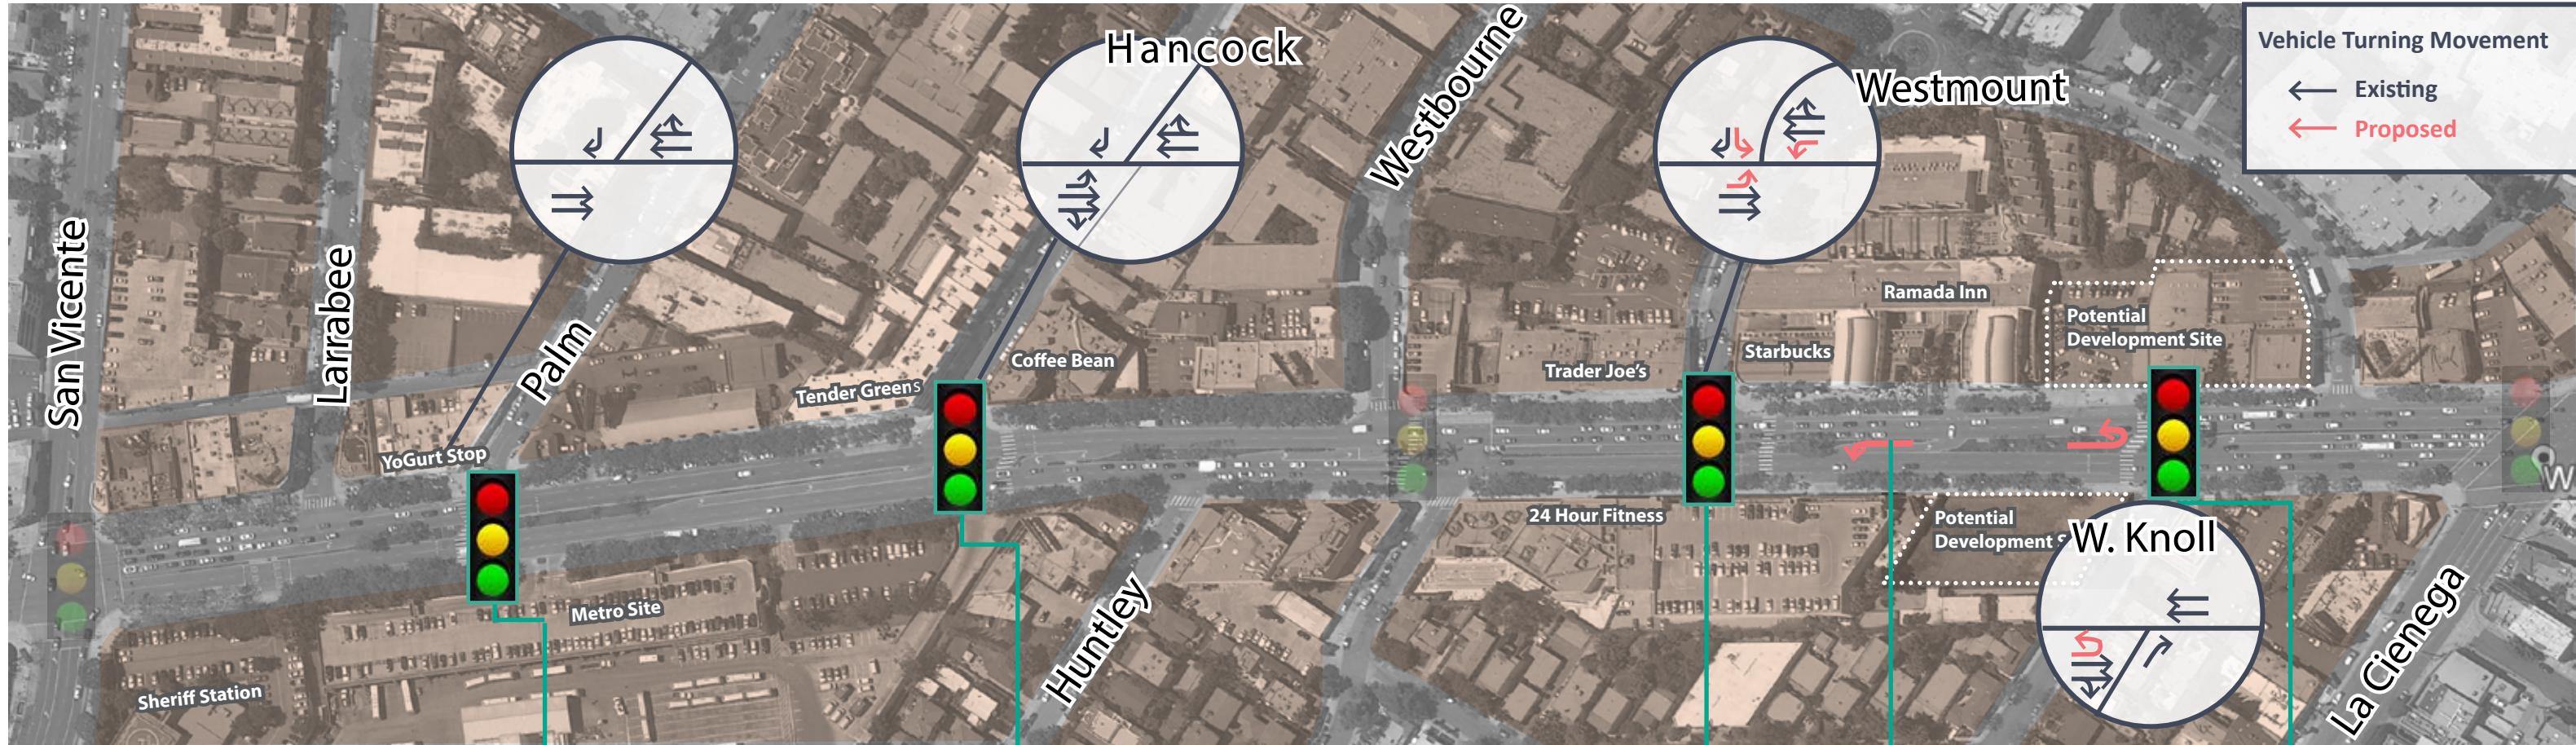 Vehicle Turning Movement
Existing
Proposed
San Vicente
Larrabee
Palm
Hancock
Westbourne
Westmount
YoGurt Stop
Tender Greens
Coffee Bean
Trader Joe's
Starbucks
Ramada Inn
Potential
Development Site
24 Hour Fitness
Potential
Development S
W. Knoll
Metro Site
Sheriff Station
Huntley
La Cienega
W